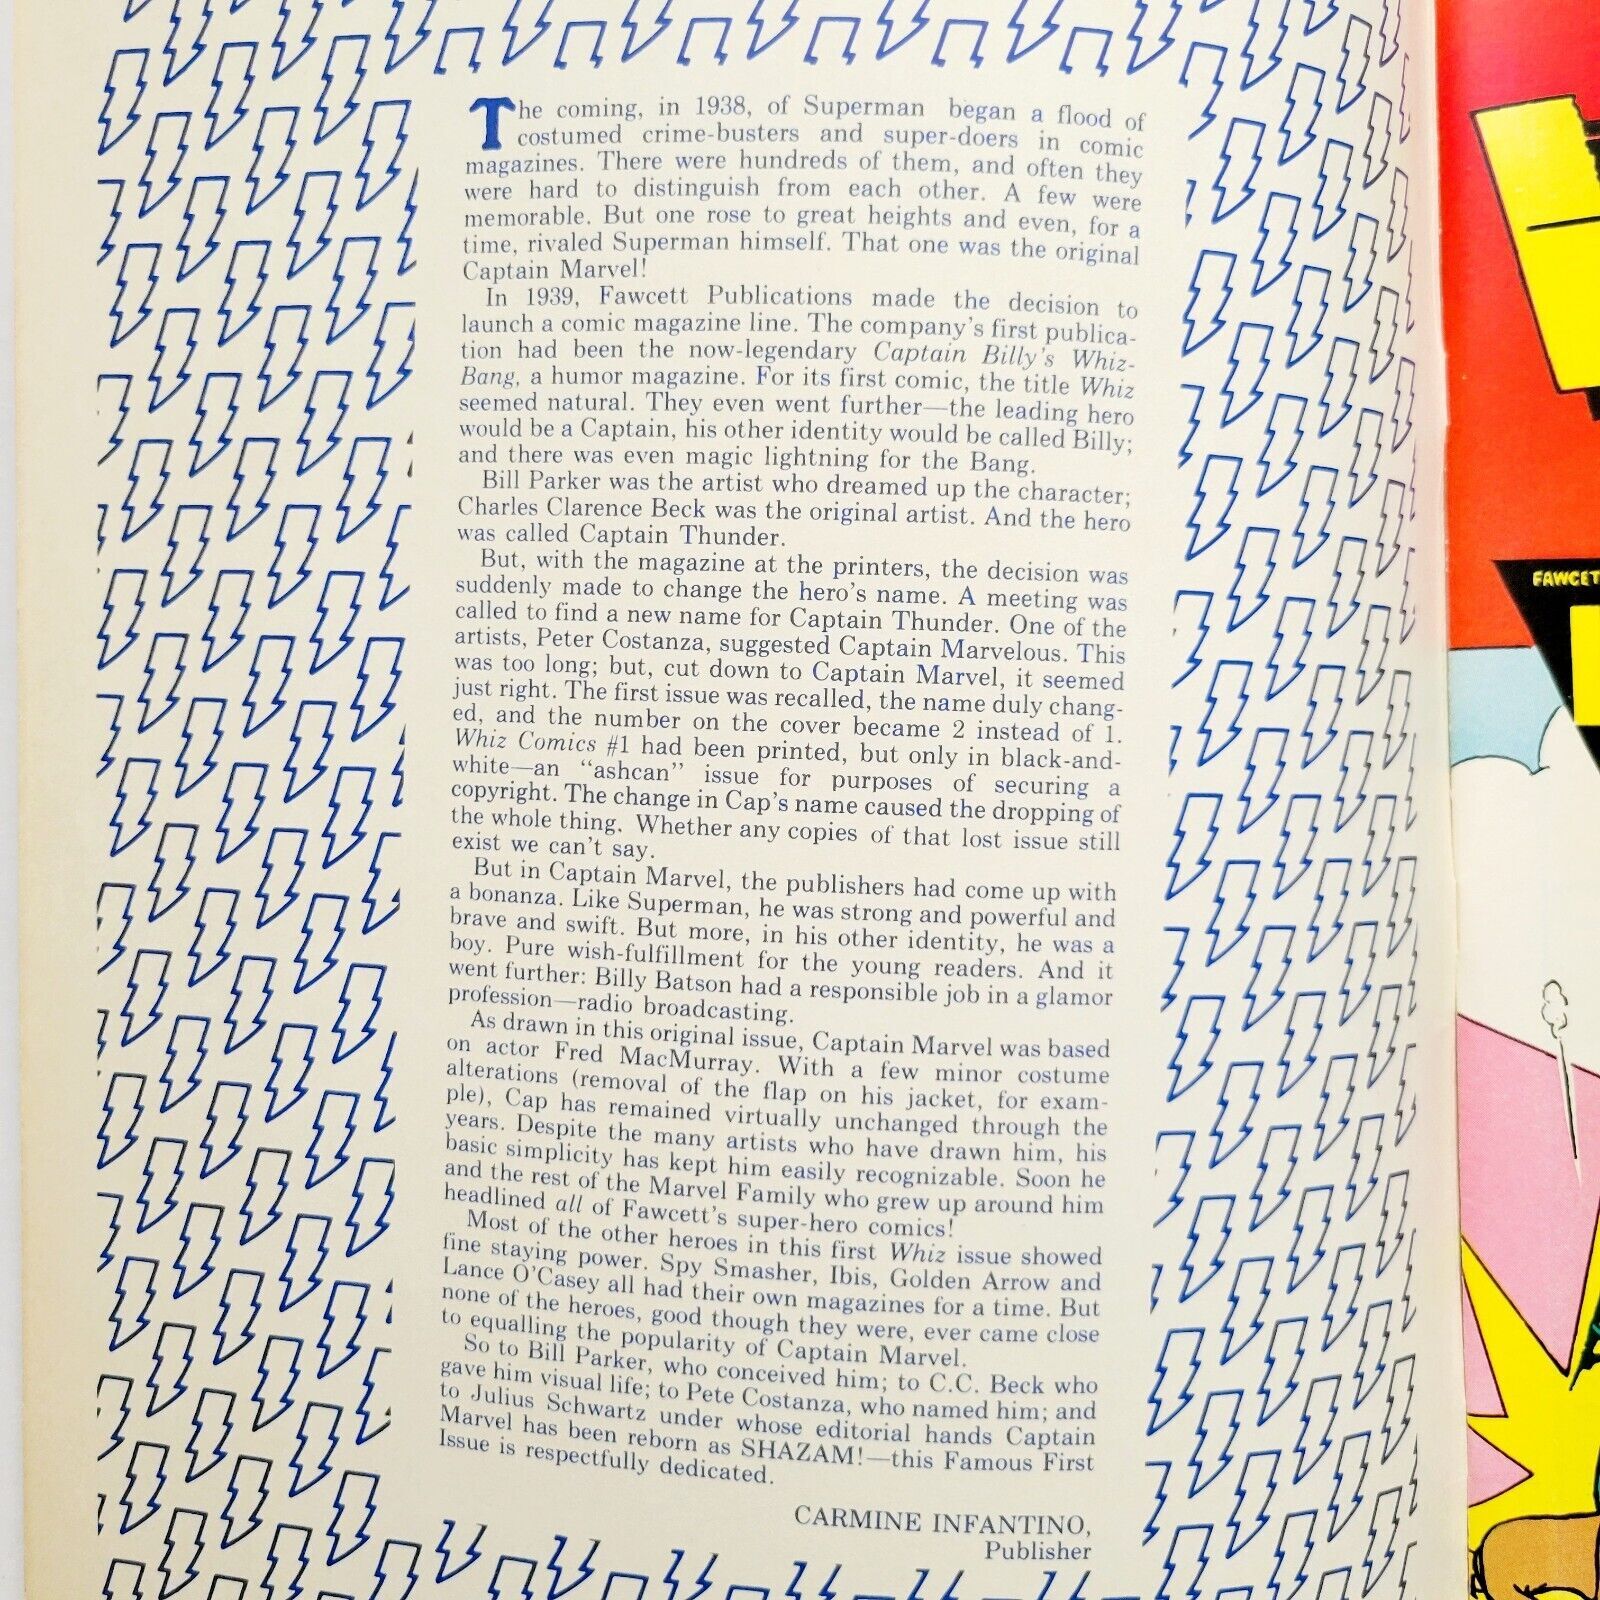 The coming, in 1938, of Superman began a flood of
costumed crime-busters and super-doers in comic
magazines. There were hundreds of them, and often they
were hard to distinguish from each other. A few were
memorable. But one rose to great heights and even, for a
time, rivaled Superman himself. That one was the original
Captain Marvel!
In 1939, Fawcett Publications made the decision to
launch a comic magazine line. The company's first publica-
tion had been the now-legendary Captain Billy's Whiz-
Bang, a humor magazine. For its first comic, the title Whiz
seemed natural. They even went further—the leading hero
would be a Captain, his other identity would be called Billy;
and there was even magic lightning for the Bang.
Bill Parker was the artist who dreamed up the character;
Charles Clarence Beck was the original artist. And the hero
was called Captain Thunder.
But, with the magazine at the printers, the decision was
suddenly made to change the hero's name. A meeting was
called to find a new name for Captain Thunder. One of the
artists, Peter Costanza, suggested Captain Marvelous. This
was too long; but, cut down to Captain Marvel, it seemed
just right. The first issue was recalled, the name duly chang-
ed, and the number on the cover became 2 instead of 1.
Whiz Comics #1 had been printed, but only in black-and-
white—an "ashcan" issue for purposes of securing a
copyright. The change in Cap's name caused the dropping of
the whole thing. Whether any copies of that lost issue still
exist we can't say.
But in Captain Marvel, the publishers had come up with
a bonanza. Like Superman, he was strong and powerful and
brave and swift. But more, in his other identity, he was a
boy. Pure wish-fulfillment for the young readers. And it
went further: Billy Batson had a responsible job in a glamor
profession—radio broadcasting.
As drawn in this original issue, Captain Marvel was based
on actor Fred MacMurray. With a few minor costume
alterations (removal of the flap on his jacket, for exam-
ple), Cap has remained virtually unchanged through the
years. Despite the many artists who have drawn him, his
basic simplicity has kept him easily recognizable. Soon he
and the rest of the Marvel Family who grew up around him
headlined all of Fawcett's super-hero comics!
Most of the other heroes in this first Whiz issue showed
fine staying power. Spy Smasher, Ibis, Golden Arrow and
Lance O'Casey all had their own magazines for a time. But
none of the heroes, good though they were, ever came close
to equalling the popularity of Captain Marvel.
So to Bill Parker, who conceived him; to C.C. Beck who
gave him visual life; to Pete Costanza, who named him; and
to Julius Schwartz under whose editorial hands Captain
Marvel has been reborn as SHAZAM!—this Famous First
Issue is respectfully dedicated.
CARMINE INFANTINO,
Publisher
FAWCET